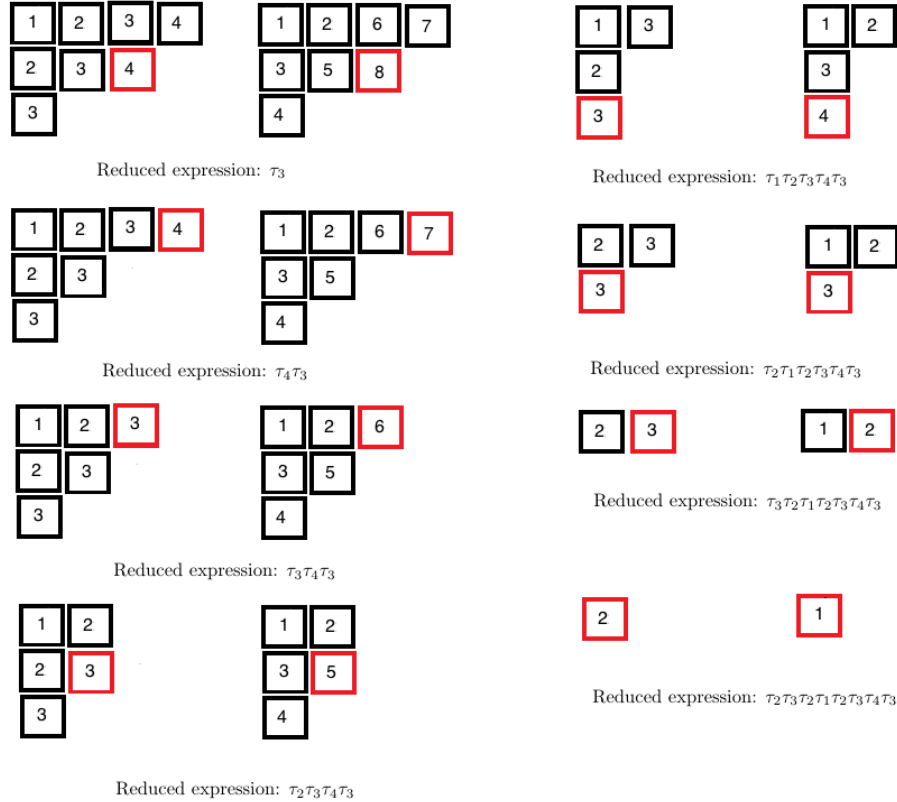 1 2 3 4 1 2 6 7
2 3 4 3 5 8
3 4
Reduced expression: τ₃
1 2 3 4 1 2 6 7
2 3 3 5
3 4
Reduced expression: τ₄τ₃
1 2 3 1 2 6
2 3 3 5
3 4
Reduced expression: τ₃τ₄τ₃
1 2 1 2
2 3 3 5
3 4
Reduced expression: τ₂τ₃τ₄τ₃
1 3 1 2
2 3
3 4
Reduced expression: τ₁τ₂τ₃τ₄τ₃
2 3 1 2
3 3
Reduced expression: τ₂τ₁τ₂τ₃τ₄τ₃
2 3 1 2
Reduced expression: τ₃τ₂τ₁τ₂τ₃τ₄τ₃
2 1
Reduced expression: τ₂τ₃τ₂τ₁τ₂τ₃τ₄τ₃